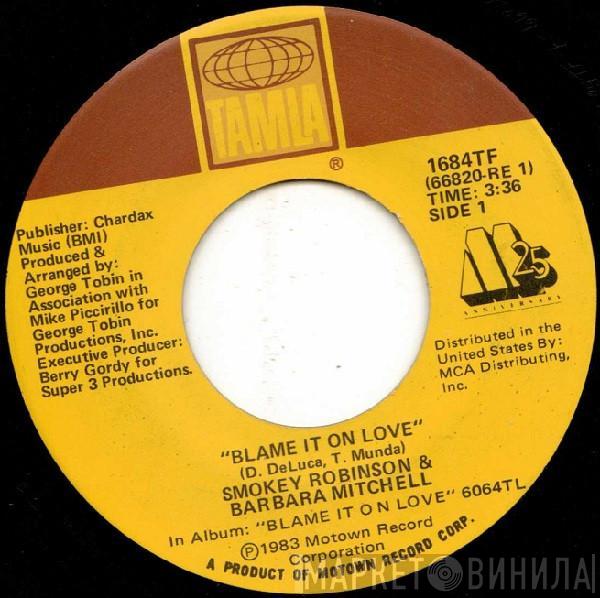 TAMLA
®
1684TF
(66820-RE 1)
TIME: 3:36
SIDE 1
Publisher: Chardax
Music (BMI)
Produced &
Arranged by:
George Tobin in
Association with
Mike Piccirillo for
George Tobin
Productions, Inc.
Executive Producer:
Berry Gordy for
Super 3 Productions.
M 25
ANNIVERSARY
Distributed in the
United States By:
MCA Distributing,
Inc.
"BLAME IT ON LOVE"
(D. DeLuca, T. Munda)
SMOKEY ROBINSON &
BARBARA MITCHELL
In Album: "BLAME IT ON LOVE" 6064TL
Ⓟ1983 Motown Record
Corporation
A PRODUCT OF MOTOWN RECORD CORP.
МАРКЕТ ВИНИЛА